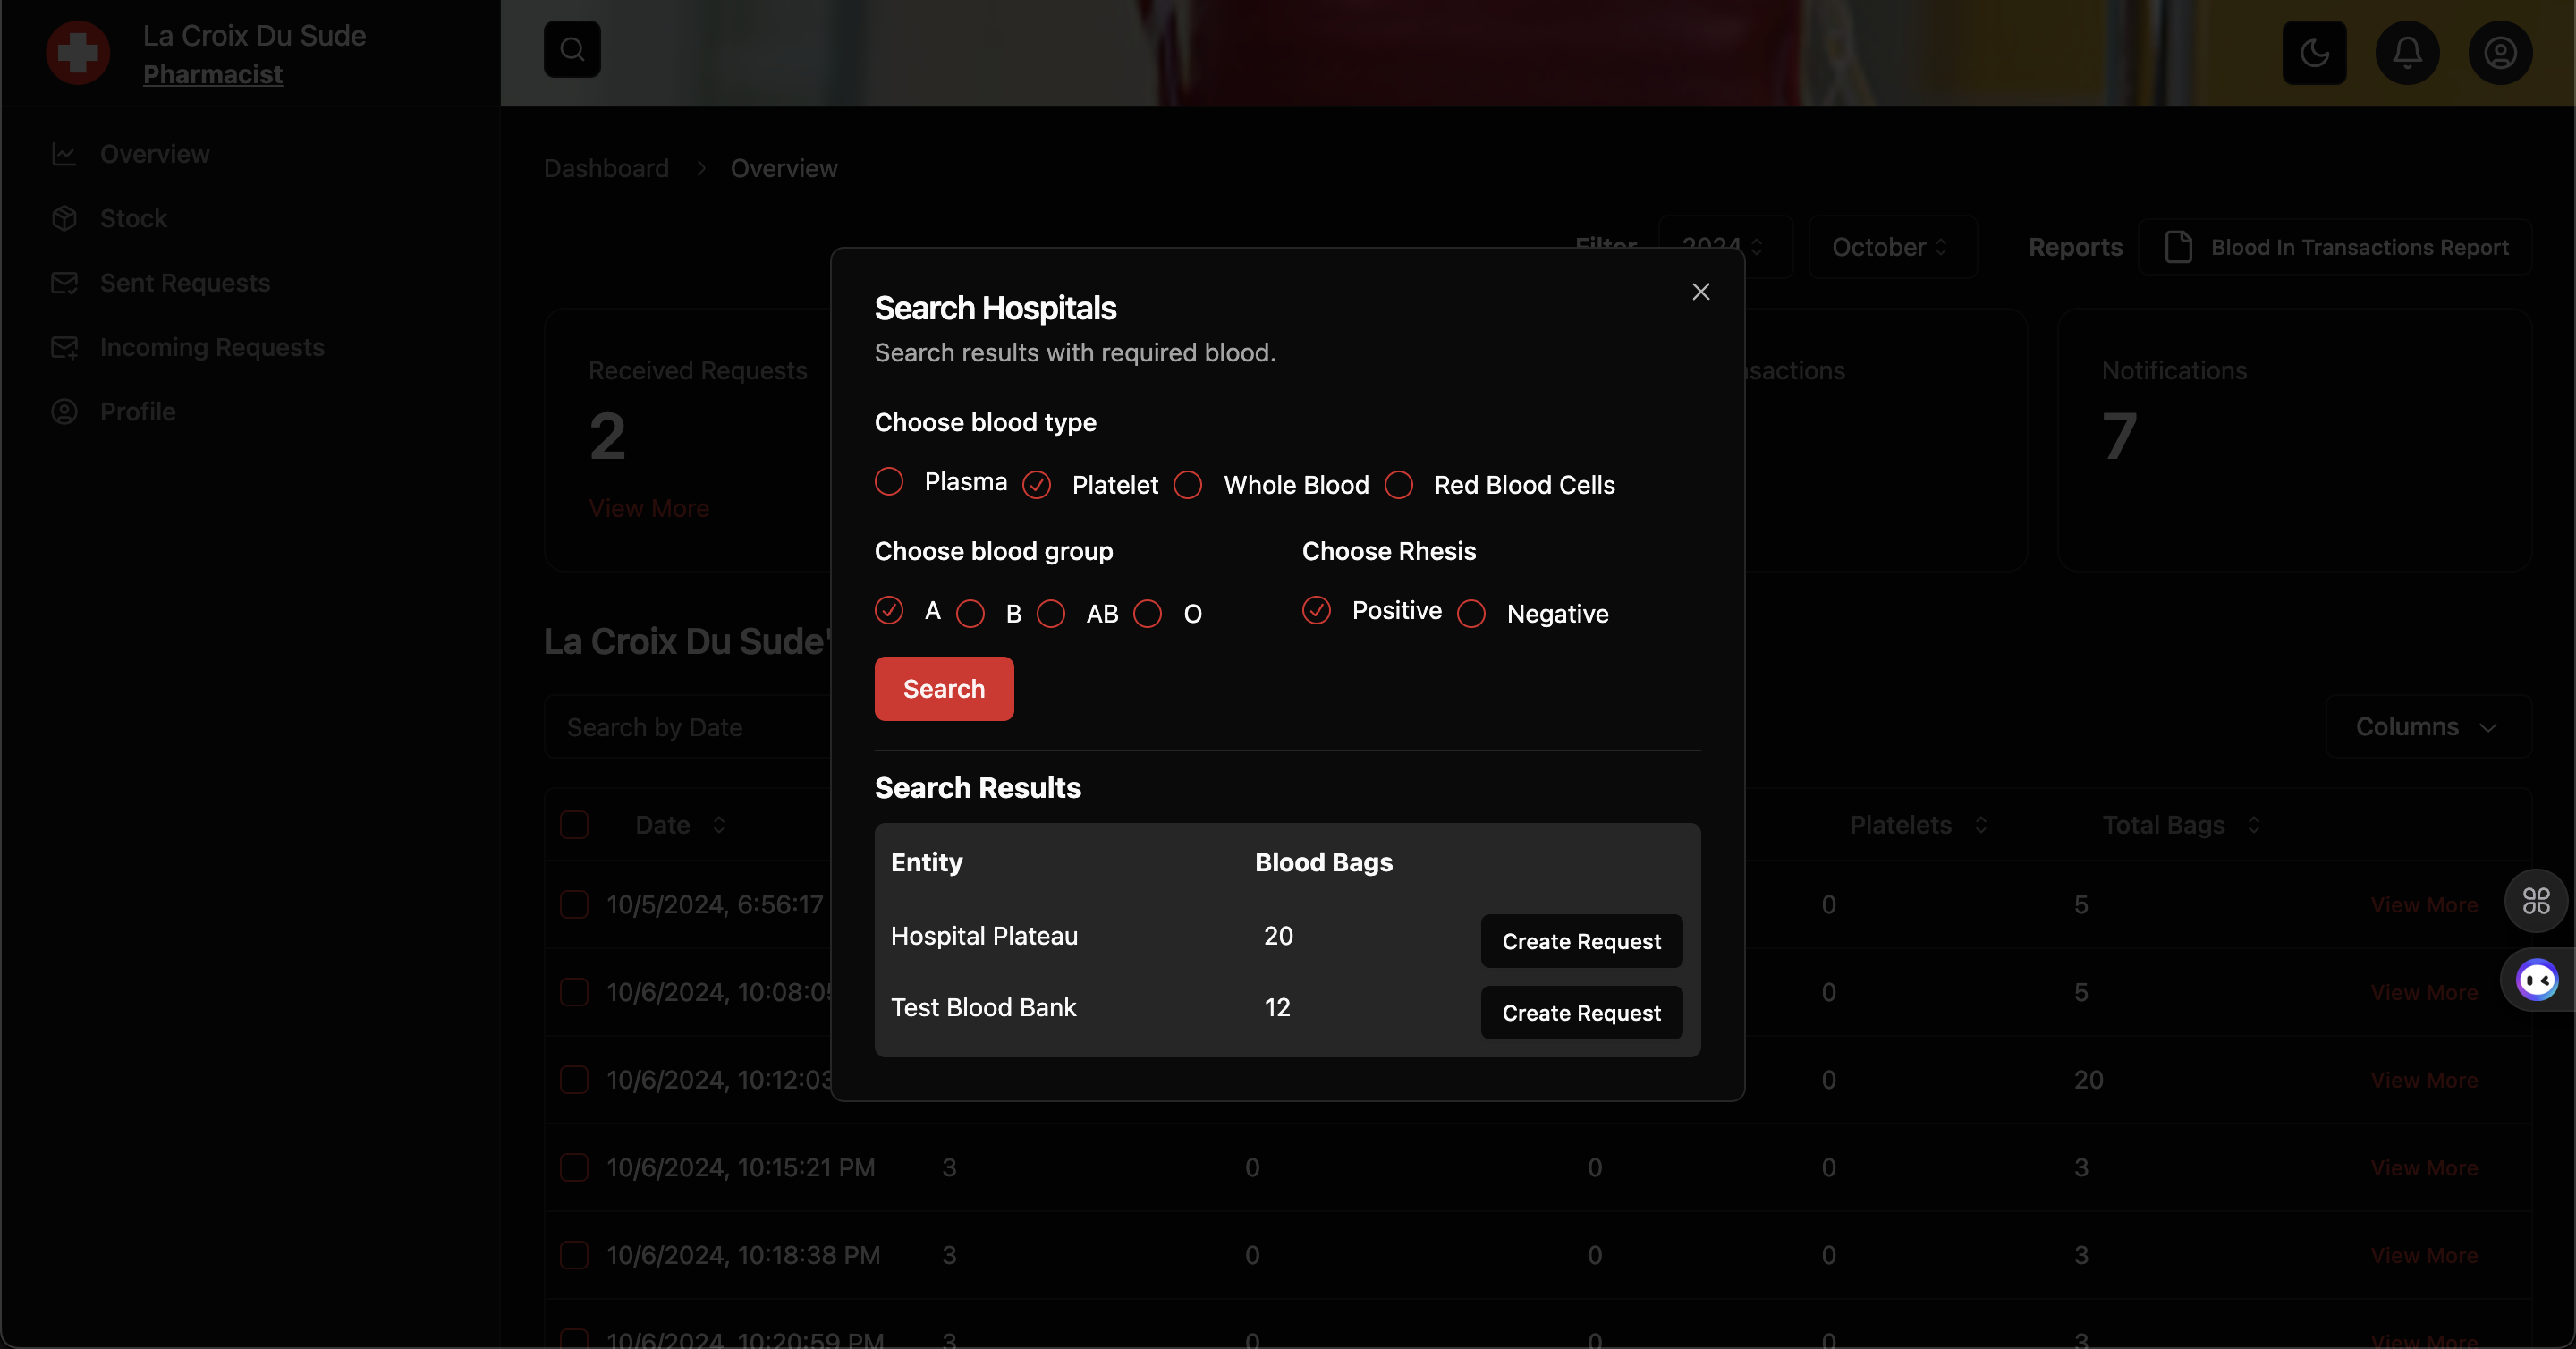 La Croix Du Sude
Pharmacist
Overview
Stock
Sent Requests
Incoming Requests
Profile
Dashboard > Overview
Filter 2024 October Reports Blood In Transactions Report
Received Requests
2
View More
Notifications
7
La Croix Du Sude'
Search by Date
Columns
Date Platelets Total Bags
10/5/2024, 6:56:17 0 5 View More
10/6/2024, 10:08:05 0 5 View More
10/6/2024, 10:12:03 0 20 View More
10/6/2024, 10:15:21 PM 3 0 0 0 3 View More
10/6/2024, 10:18:38 PM 3 0 0 0 3 View More
10/6/2024, 10:20:59 PM 3 0 0 0 3 View More
Search Hospitals
Search results with required blood.
Choose blood type
Plasma Platelet Whole Blood Red Blood Cells
Choose blood group Choose Rhesis
A B AB O Positive Negative
Search
Search Results
Entity Blood Bags
Hospital Plateau 20 Create Request
Test Blood Bank 12 Create Request